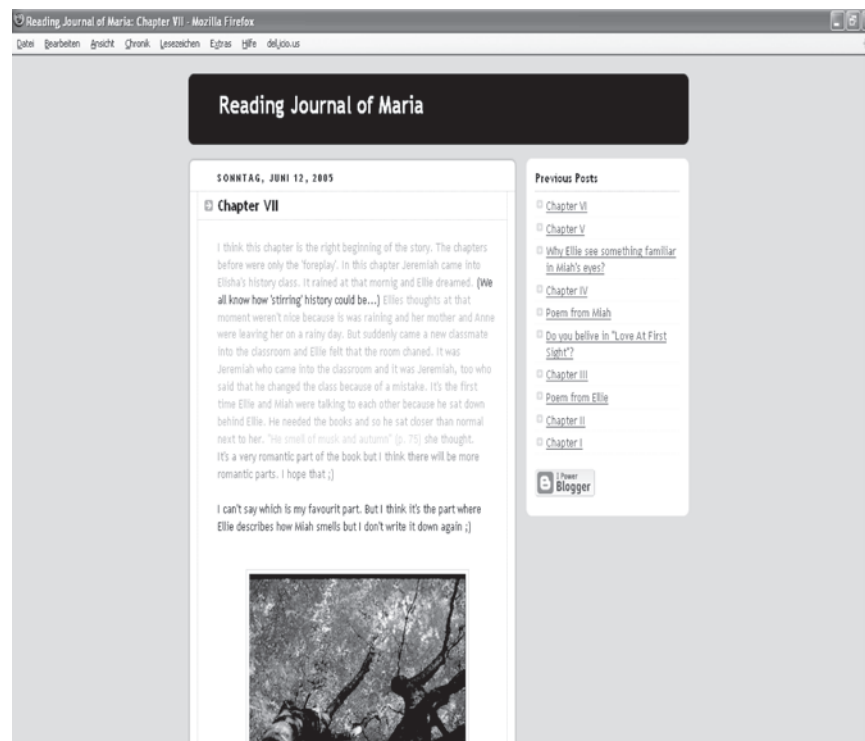 Reading Journal of Maria: Chapter VII - Mozilla Firefox
Datei Bearbeiten Ansicht Chronik Lesezeichen Extras Hilfe del.icio.us
Reading Journal of Maria
SONNTAG, JUNI 12, 2005
Chapter VII
I think this chapter is the right beginning of the story. The chapters
before were only the 'foreplay'. In this chapter Jeremiah came into
Elisha's history class. It rained at that mornig and Ellie dreamed. (We
all know how 'stirring' history could be...) Ellies thoughts at that
moment weren't nice because is was raining and her mother and Anne
were leaving her on a rainy day. But suddenly came a new classmate
into the classroom and Ellie felt that the room chaned. It was
Jeremiah who came into the classroom and it was Jeremiah, too who
said that he changed the class because of a mistake. It's the first
time Ellie and Miah were talking to each other because he sat down
behind Ellie. He needed the books and so he sat closer than normal
next to her. "He smell of musk and autumn" (p. 75) she thought.
It's a very romantic part of the book but I think there will be more
romantic parts. I hope that ;)
I can't say which is my favourit part. But I think it's the part where
Ellie describes how Miah smells but I don't write it down again ;)
Previous Posts
Chapter VI
Chapter V
Why Ellie see something familiar
in Miah's eyes?
Chapter IV
Poem from Miah
Do you belive in "Love At First
Sight"?
Chapter III
Poem from Ellie
Chapter II
Chapter I
I Power
Blogger